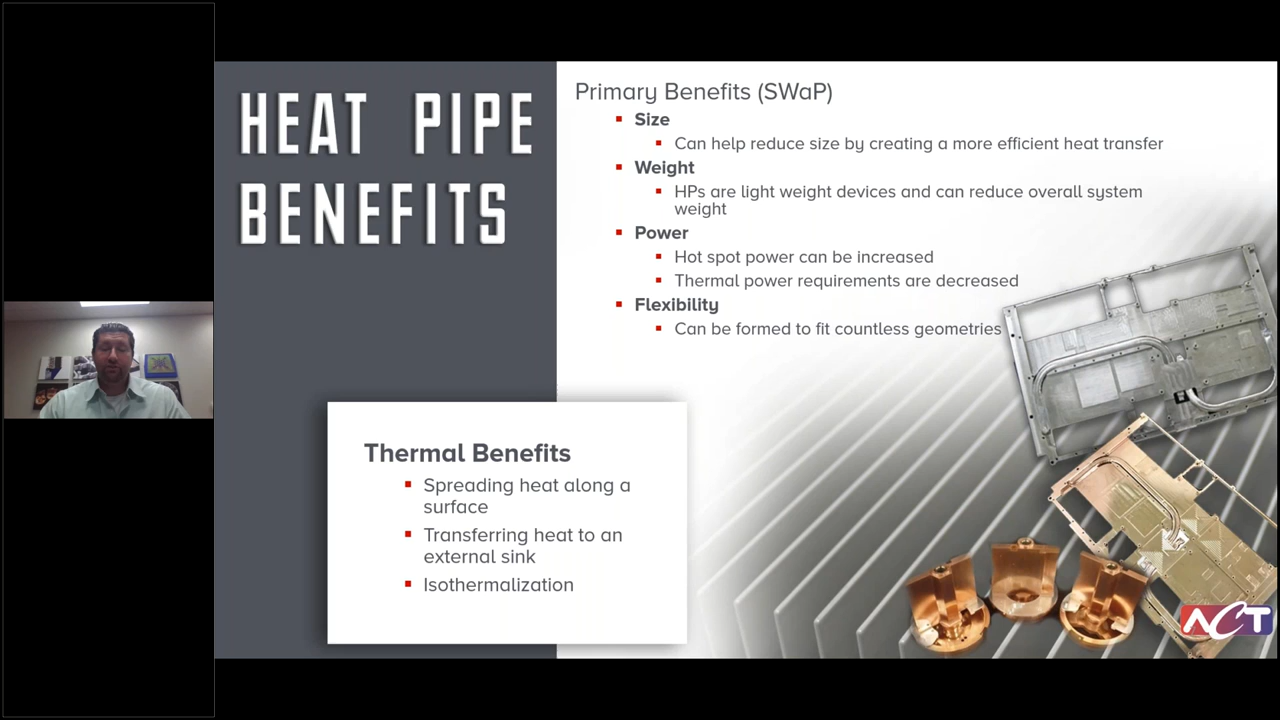 HEAT PIPE
BENEFITS
Primary Benefits (SWaP)
Size
Can help reduce size by creating a more efficient heat transfer
Weight
HPs are light weight devices and can reduce overall system
weight
Power
Hot spot power can be increased
Thermal power requirements are decreased
Flexibility
Can be formed to fit countless geometries
Thermal Benefits
Spreading heat along a
surface
Transferring heat to an
external sink
Isothermalization
ACT